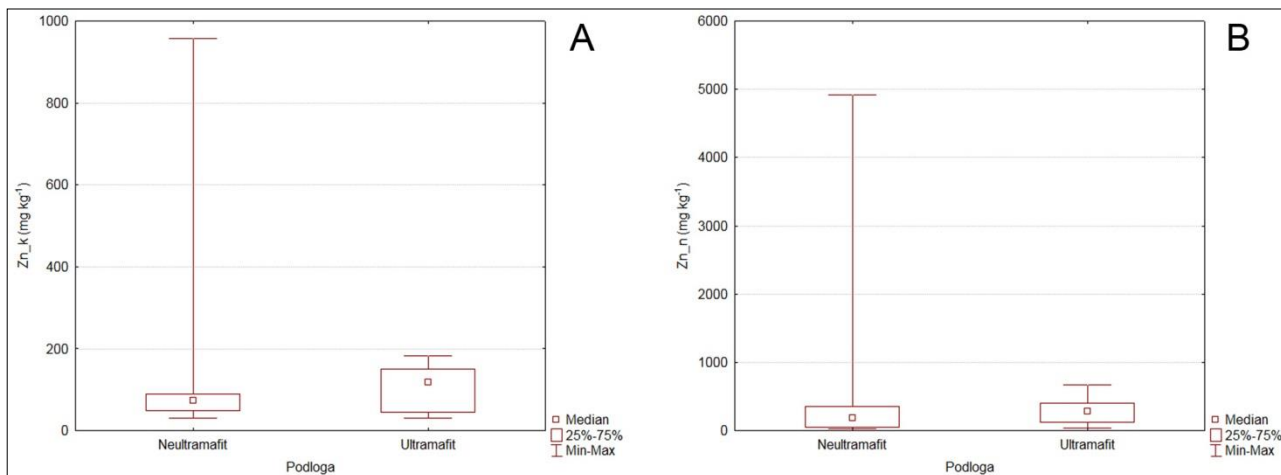 A
1000
800
600
400
200
0
Zn_k (mg kg⁻¹)
Neultramafit
Ultramafit
Podloga
Median
25%-75%
Min-Max
B
6000
5000
4000
3000
2000
1000
0
Zn_n (mg kg⁻¹)
Neultramafit
Ultramafit
Podloga
Median
25%-75%
Min-Max